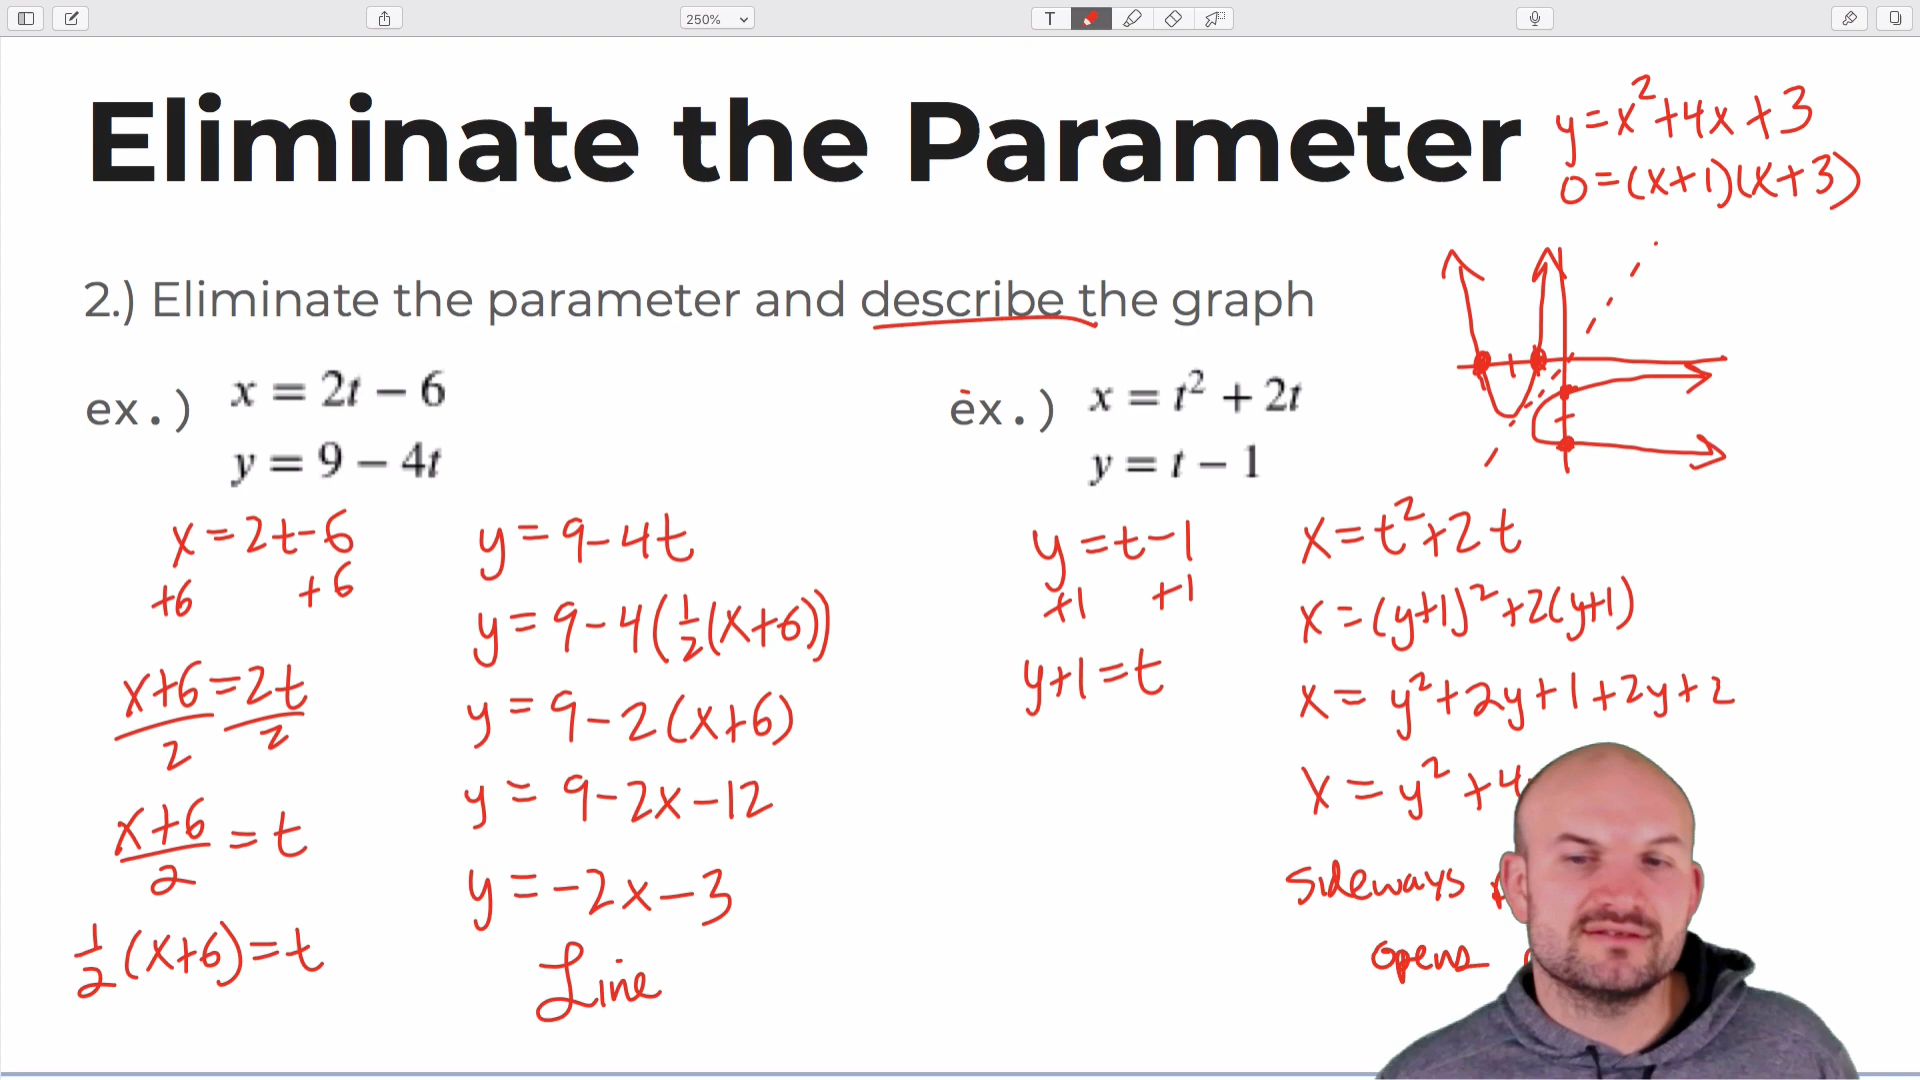 250%
T
Eliminate the Parameter
y=x²+4x+3
0=(x+1)(x+3)
2.) Eliminate the parameter and describe the graph
ex.) x = 2t − 6
y = 9 − 4t
ex.) x = t² + 2t
y = t − 1
x=2t-6
+6 +6
x+6=2t
2 2
x+6
2 =t
1/2(x+6)=t
y=9-4t
y=9-4(1/2(x+6))
y=9-2(x+6)
y=9-2x-12
y=-2x-3
Line
y=t-1
+1 +1
y+1=t
x=t²+2t
x=(y+1)²+2(y+1)
x=y²+2y+1+2y+2
x=y²+4
sideways
opens